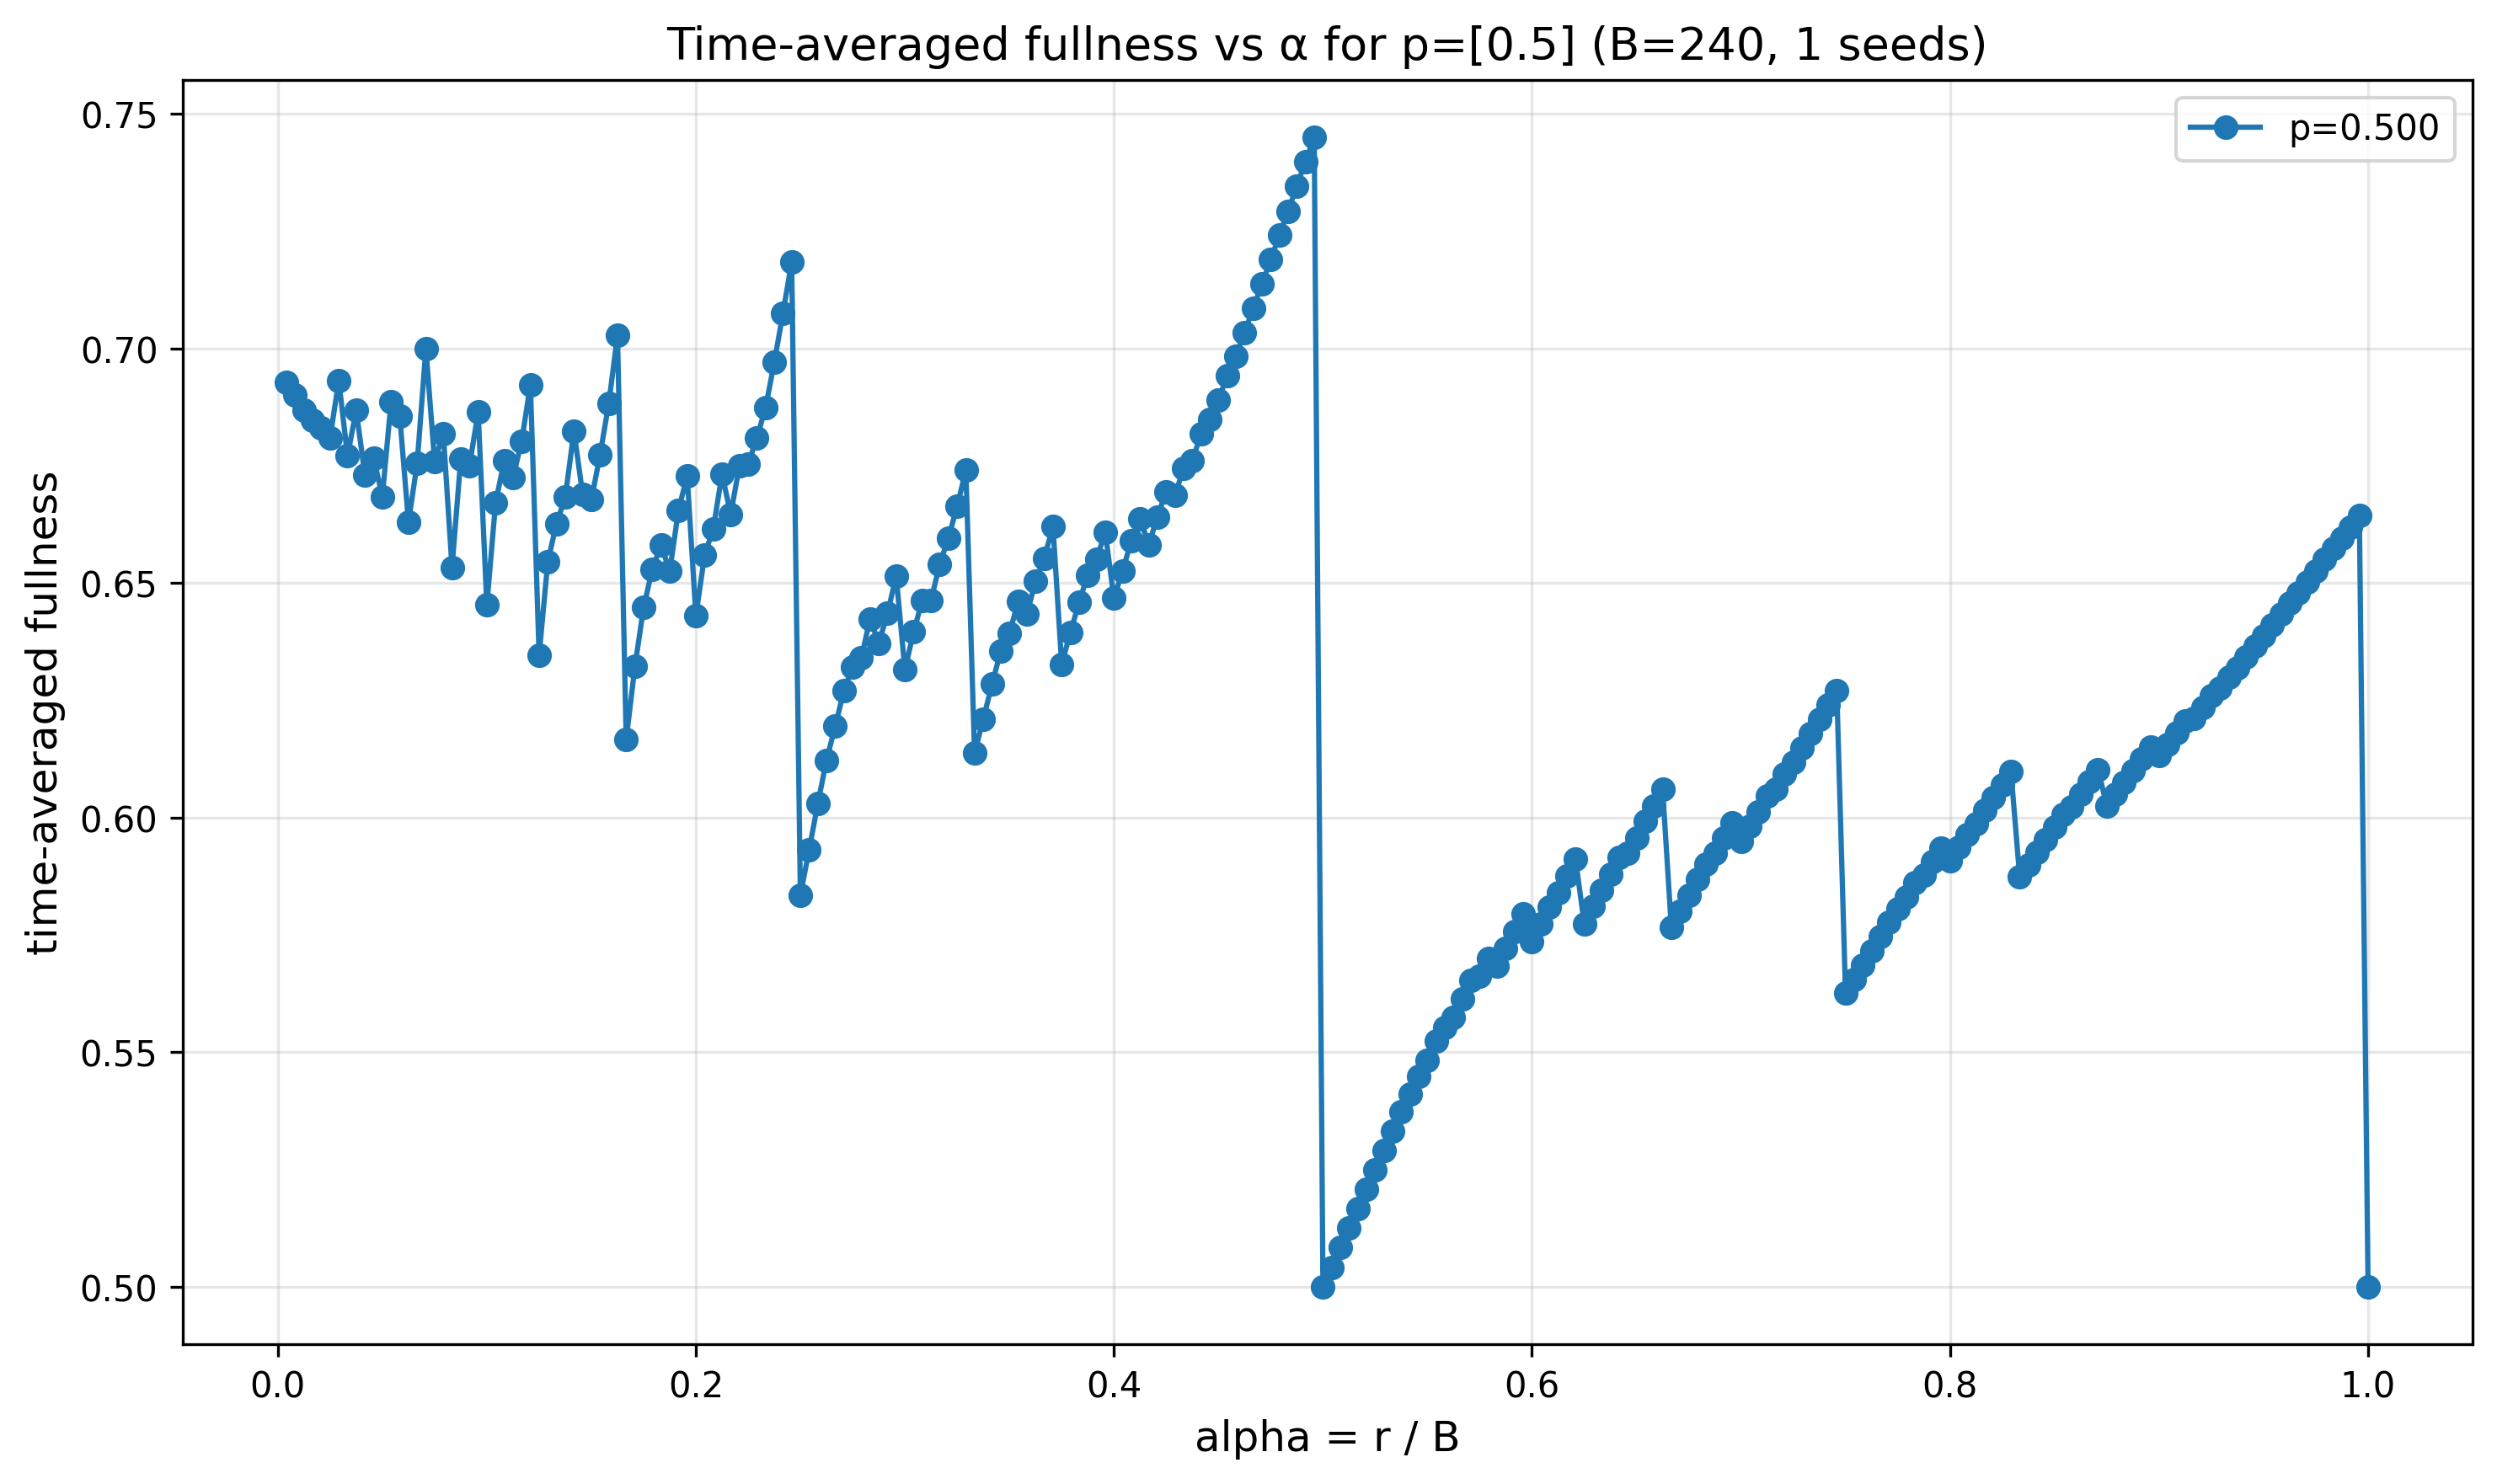 Time-averaged fullness vs α for p=[0.5] (B=240, 1 seeds)
p=0.500
time-averaged fullness
0.75
0.70
0.65
0.60
0.55
0.50
0.0 0.2 0.4 0.6 0.8 1.0
alpha = r / B